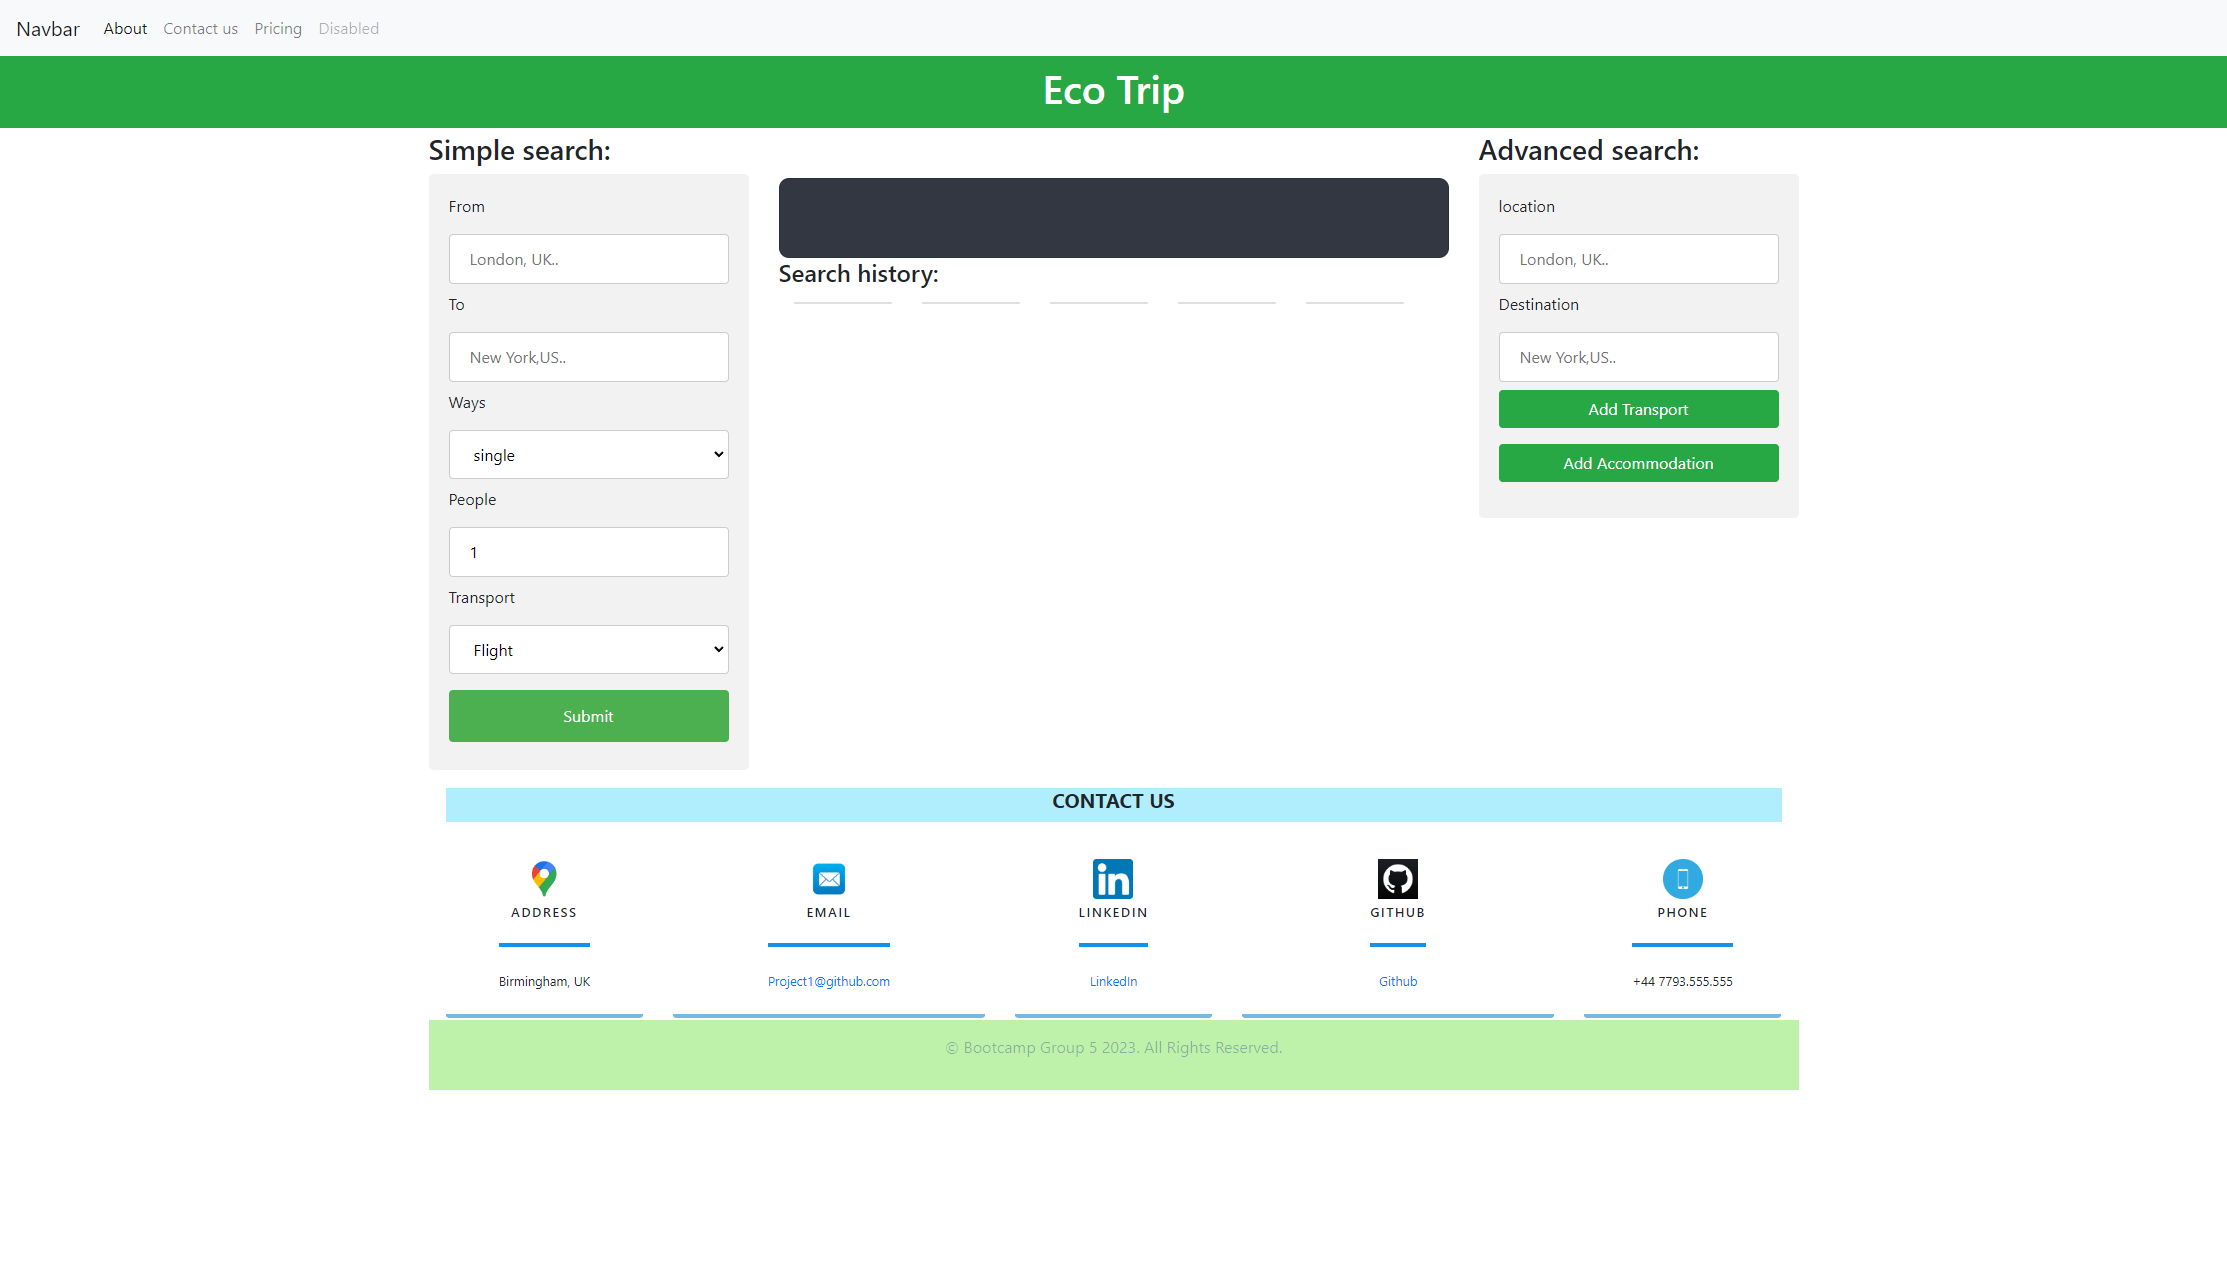 Navbar About Contact us Pricing Disabled
Eco Trip
Simple search:
From
London, UK..
To
New York,US..
Ways
single
People
1
Transport
Flight
Submit
Search history:
Advanced search:
location
London, UK..
Destination
New York,US..
Add Transport
Add Accommodation
CONTACT US
ADDRESS
Birmingham, UK
EMAIL
Project1@github.com
in
LINKEDIN
LinkedIn
GITHUB
Github
PHONE
+44 7793.555.555
© Bootcamp Group 5 2023. All Rights Reserved.